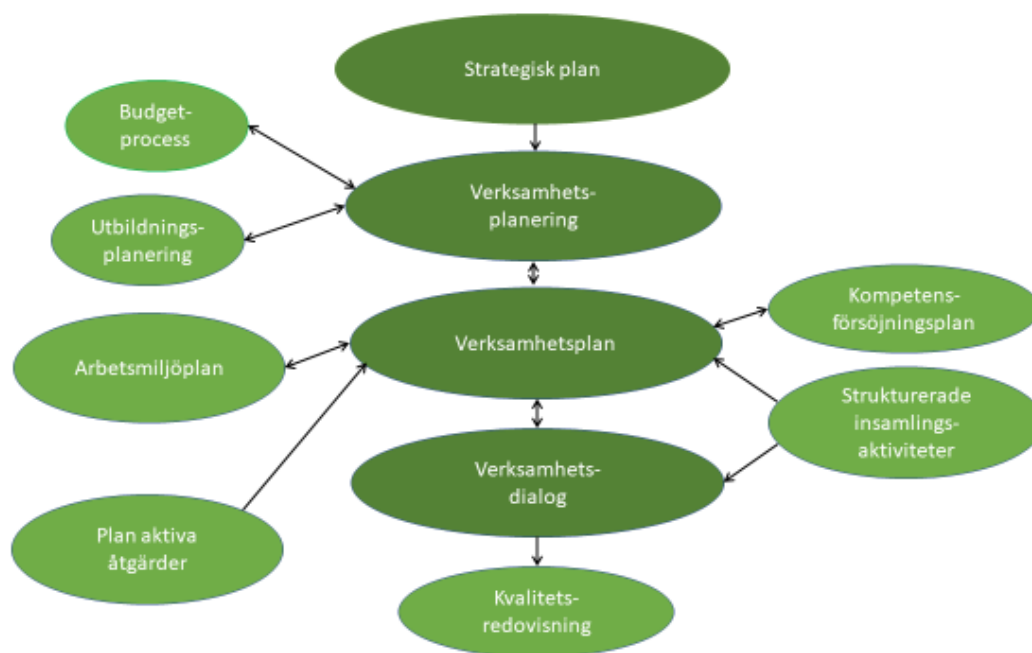 Strategisk plan
Budget-
process
Verksamhets-
planering
Utbildnings-
planering
Kompetens-
försöjningsplan
Verksamhetsplan
Arbetsmiljöplan
Strukturerade
insamlings-
aktiviteter
Verksamhets-
dialog
Plan aktiva
åtgärder
Kvalitets-
redovisning